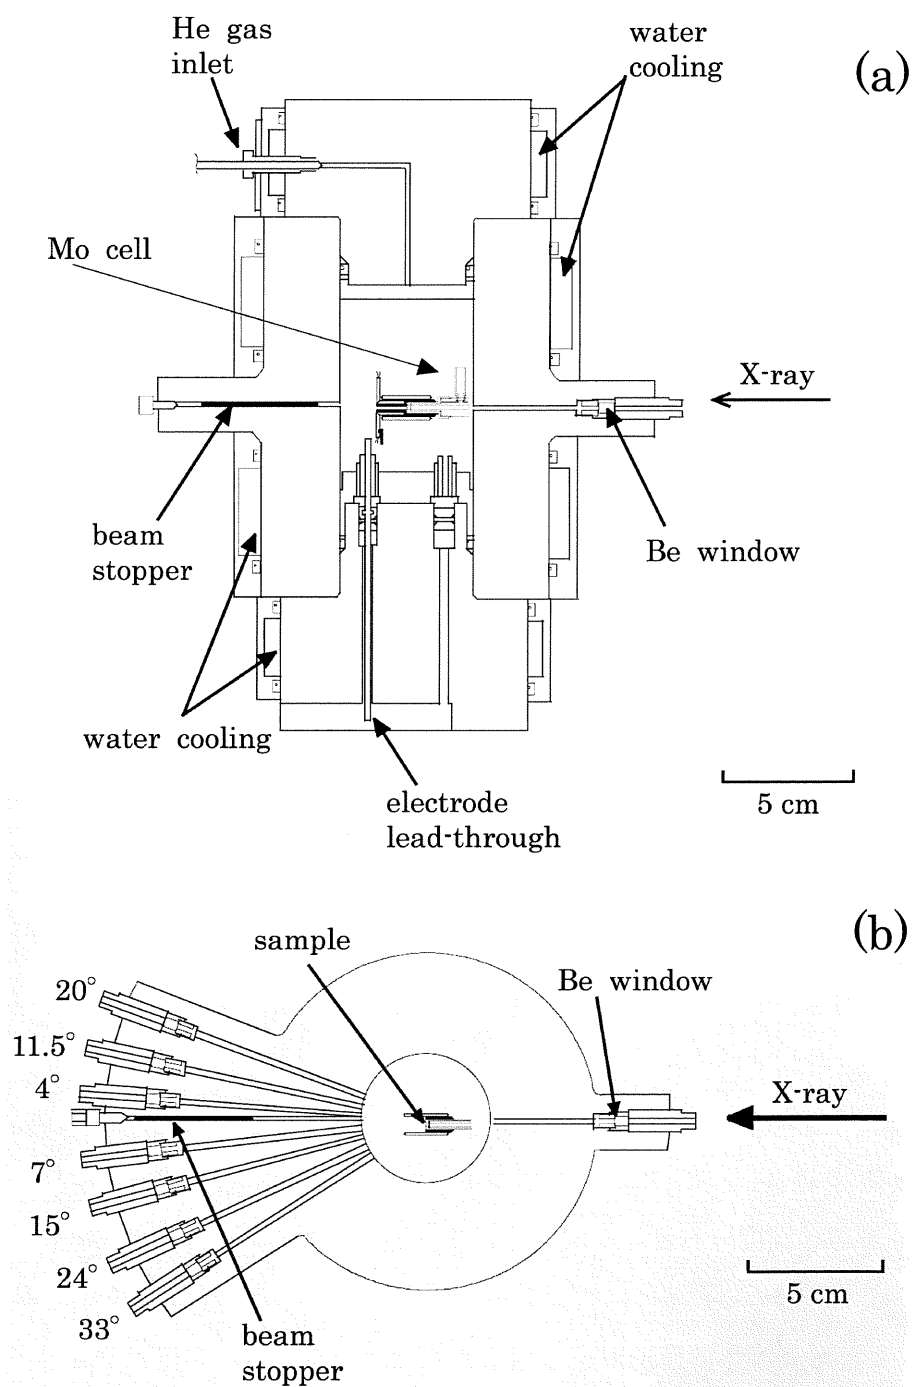 He gas
inlet
water
cooling
(a)
Mo cell
X-ray
beam
stopper
Be window
water cooling
electrode
lead-through
5 cm
(b)
sample
Be window
20°
11.5°
4°
X-ray
7°
15°
24°
33°
5 cm
beam
stopper